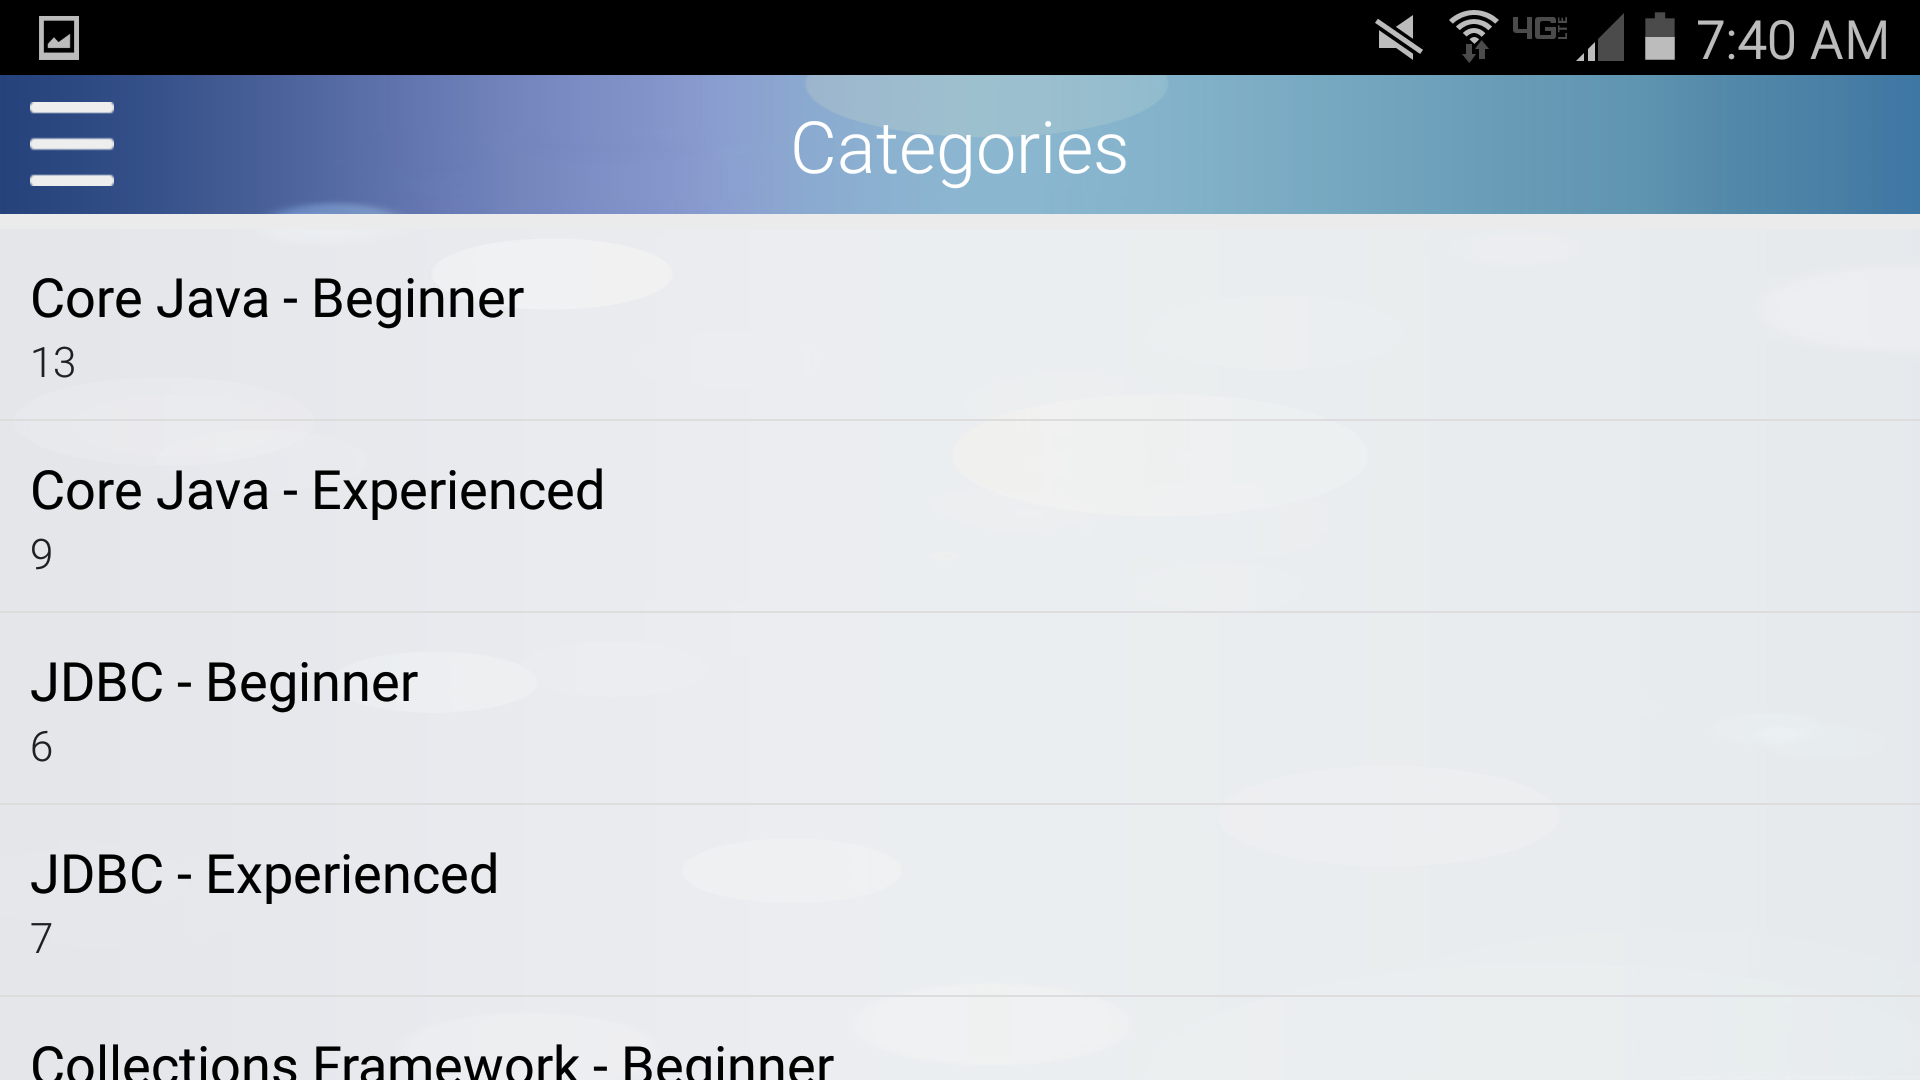 4G LTE 7:40 AM
Categories
Core Java - Beginner
13
Core Java - Experienced
9
JDBC - Beginner
6
JDBC - Experienced
7
Collections Framework - Beginner